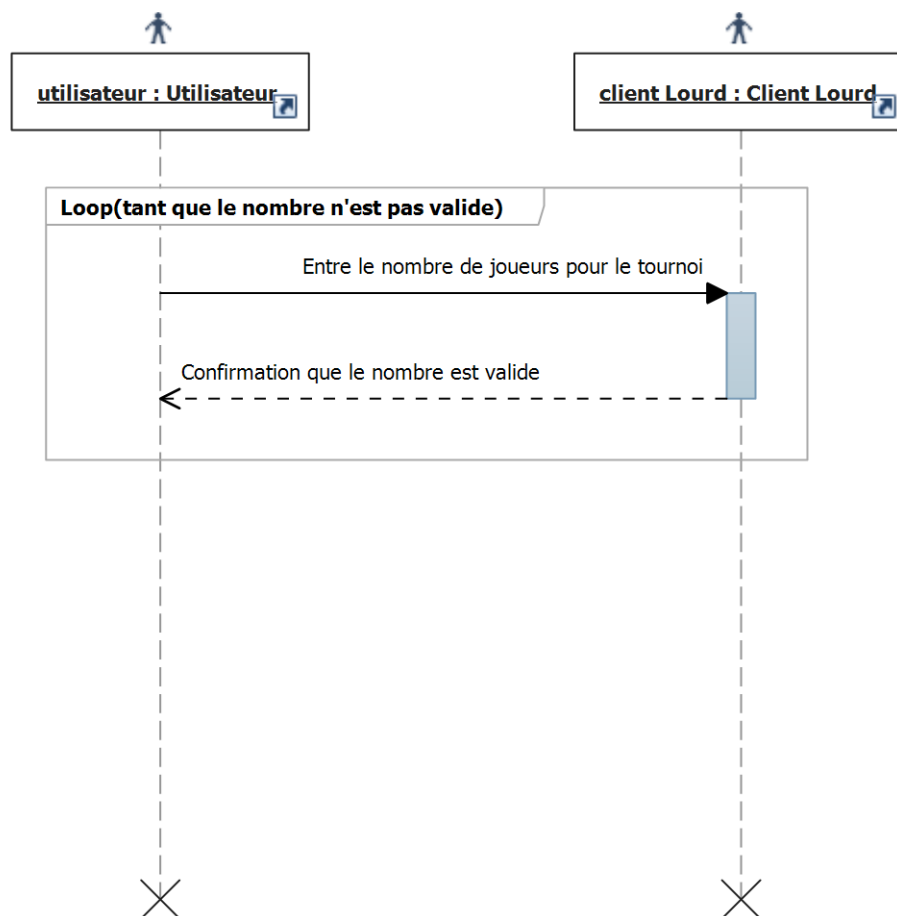 utilisateur : Utilisateur
client Lourd : Client Lourd
Loop(tant que le nombre n'est pas valide)
Entre le nombre de joueurs pour le tournoi
Confirmation que le nombre est valide